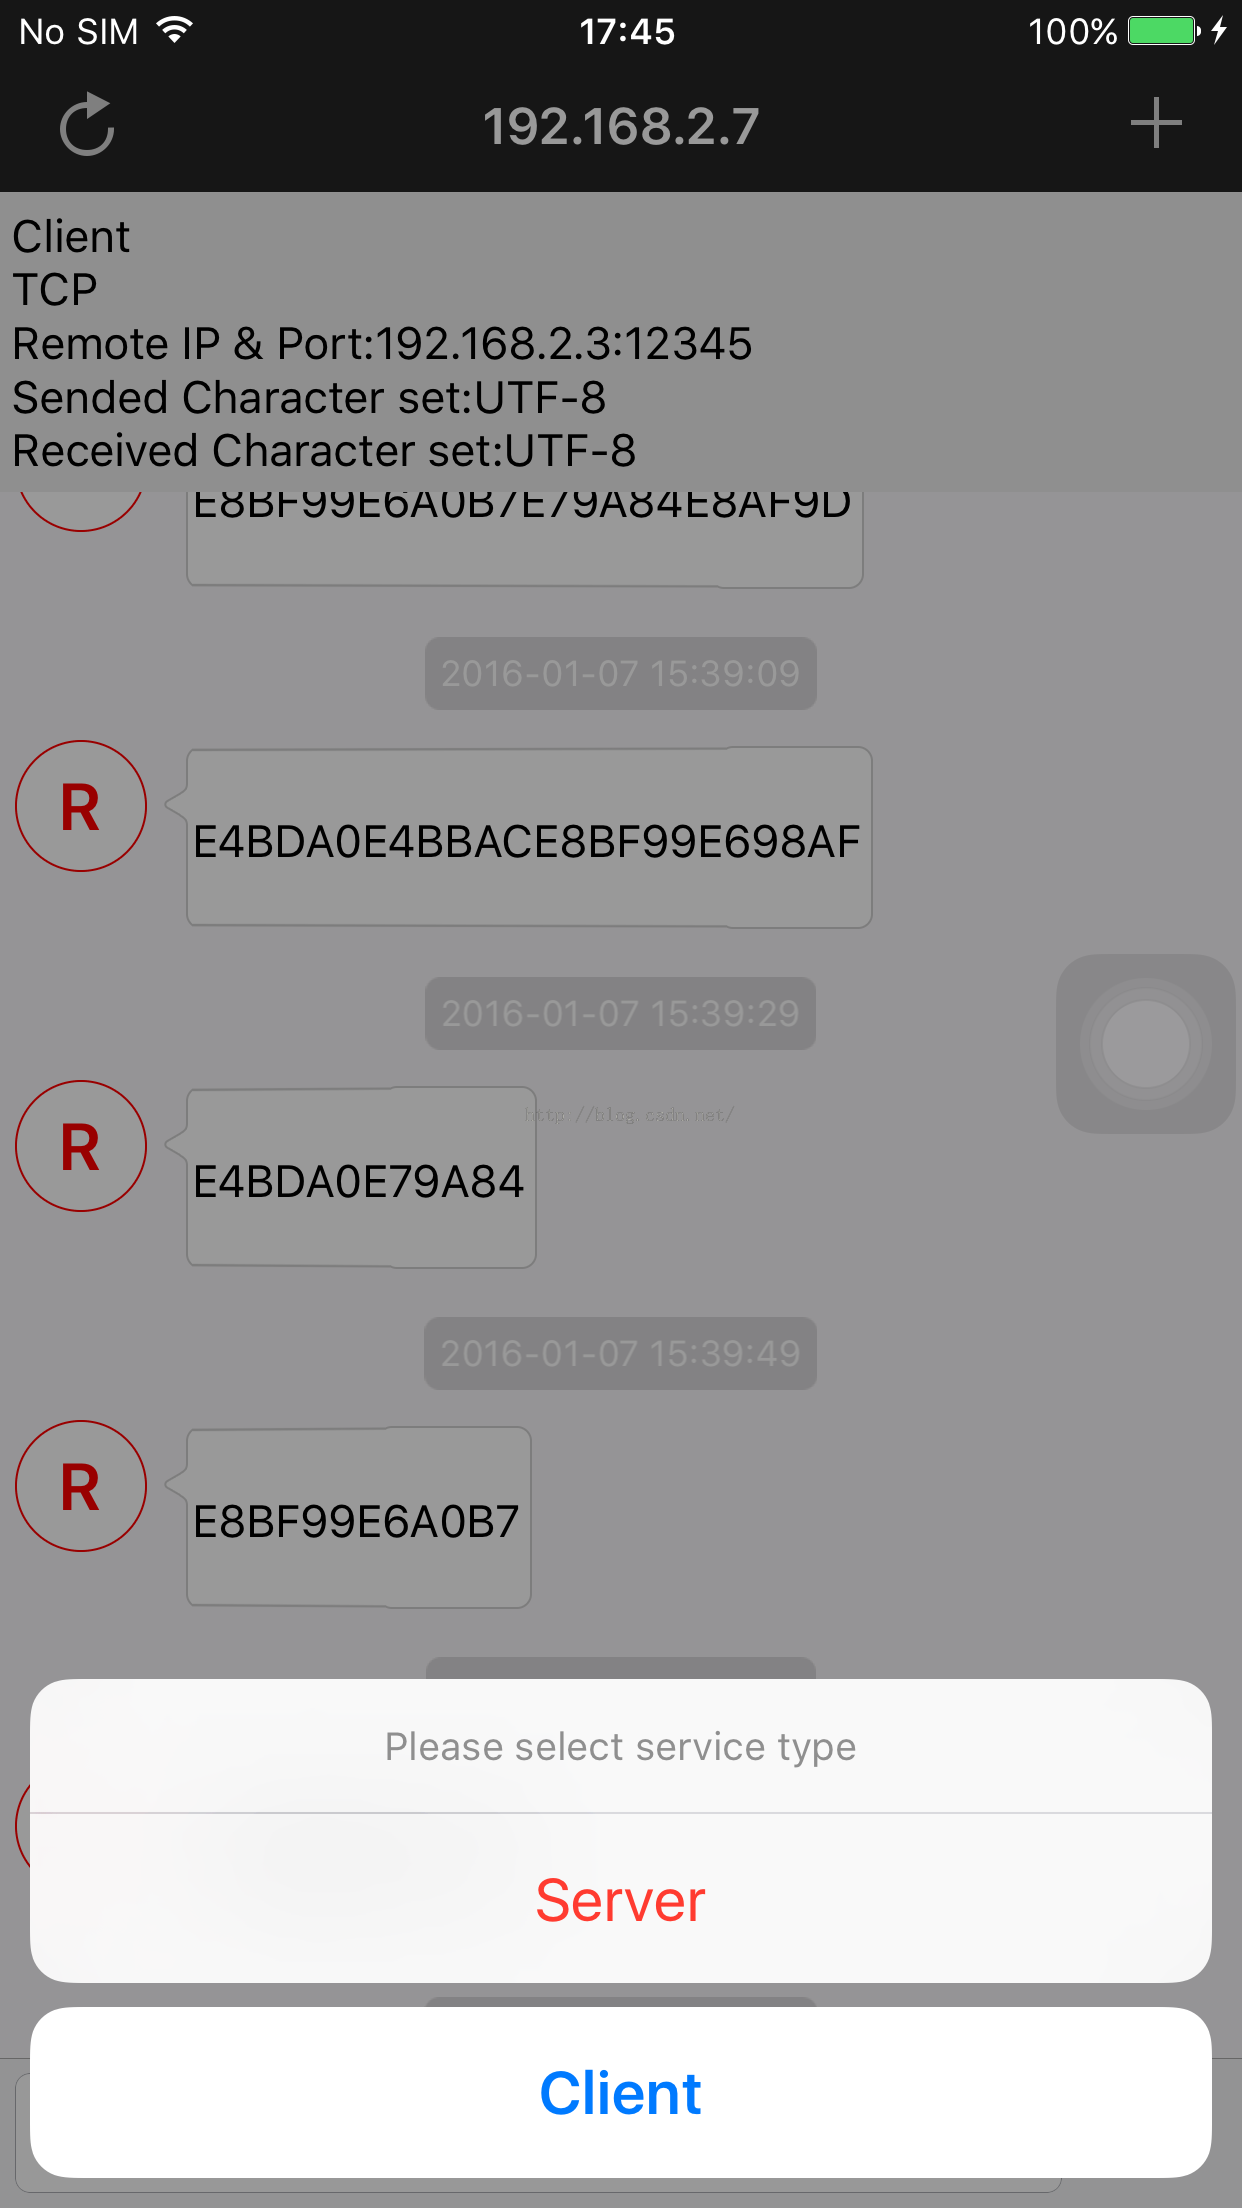 No SIM 17:45 100%
192.168.2.7
Client
TCP
Remote IP & Port:192.168.2.3:12345
Sended Character set:UTF-8
Received Character set:UTF-8
E8BF99E6A0B7E79A84E8AF9D
2016-01-07 15:39:09
R
E4BDA0E4BBACE8BF99E698AF
2016-01-07 15:39:29
http://blog.csdn.net/
R
E4BDA0E79A84
2016-01-07 15:39:49
R
E8BF99E6A0B7
Please select service type
Server
Client